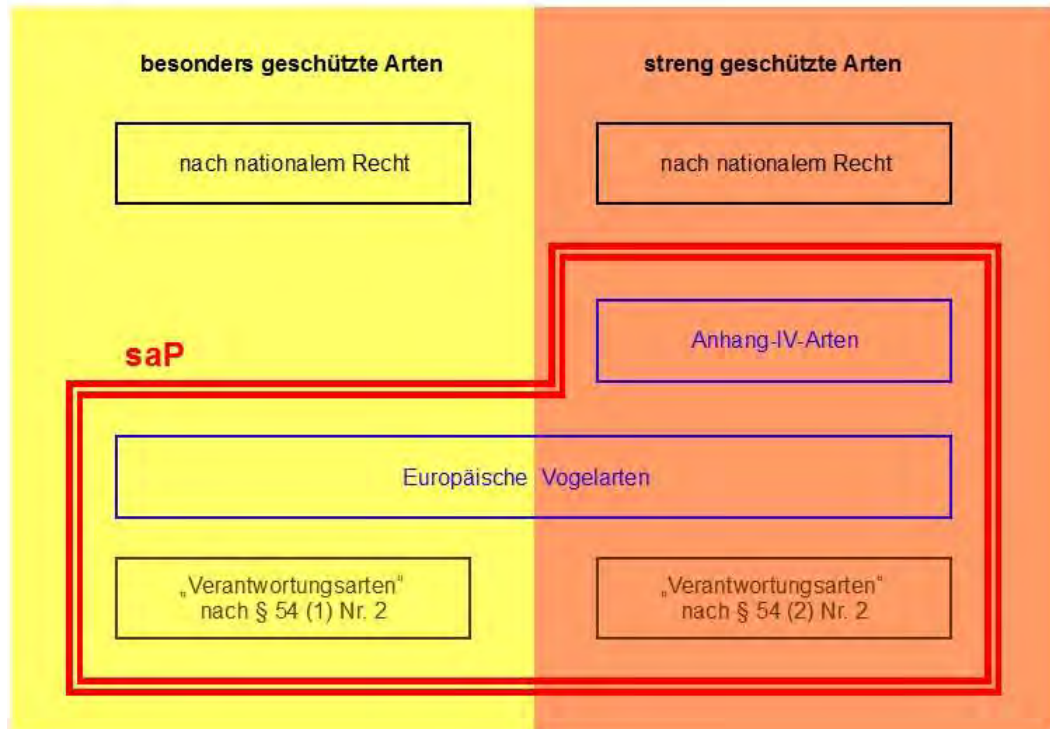 besonders geschützte Arten
streng geschützte Arten
nach nationalem Recht
nach nationalem Recht
saP
Anhang-IV-Arten
Europäische Vogelarten
„Verantwortungsarten“
nach § 54 (1) Nr. 2
„Verantwortungsarten“
nach § 54 (2) Nr. 2